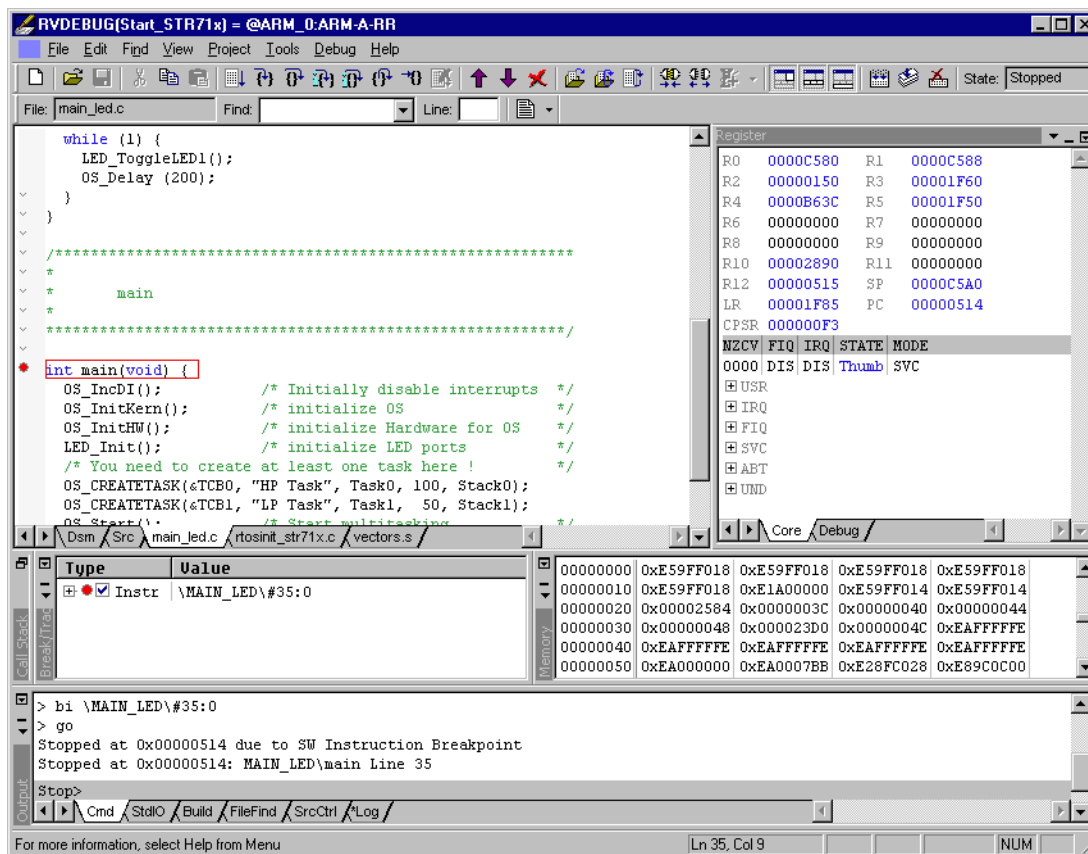 RVDEBUG(Start_STR71x) = @ARM_0:ARM-A-RR
File Edit Find View Project Tools Debug Help
State: Stopped
File: main_led.c Find: Line:
while (1) {
LED_ToggleLED1();
OS_Delay (200);
}
}
/**********************************************************
*
* main
*
**********************************************************/
int main(void) {
OS_IncDI(); /* Initially disable interrupts */
OS_InitKern(); /* initialize OS */
OS_InitHW(); /* initialize Hardware for OS */
LED_Init(); /* initialize LED ports */
/* You need to create at least one task here ! */
OS_CREATETASK(&TCB0, "HP Task", Task0, 100, Stack0);
OS_CREATETASK(&TCB1, "LP Task", Task1, 50, Stack1);
OS_Start(); /* Start multitasking */
Dsm Src main_led.c rtosinit_str71x.c vectors.s
Register
R0 0000C580 R1 0000C588
R2 00000150 R3 00001F60
R4 0000B63C R5 00001F50
R6 00000000 R7 00000000
R8 00000000 R9 00000000
R10 00002890 R11 00000000
R12 00000515 SP 0000C5A0
LR 00001F85 PC 00000514
CPSR 000000F3
NZCV FIQ IRQ STATE MODE
0000 DIS DIS Thumb SVC
USR
IRQ
FIQ
SVC
ABT
UND
Core Debug
Call Stack
Break/Trac
Type Value
Instr \MAIN_LED\#35:0
Memory
00000000 0xE59FF018 0xE59FF018 0xE59FF018 0xE59FF018
00000010 0xE59FF018 0xE1A00000 0xE59FF014 0xE59FF014
00000020 0x00002584 0x0000003C 0x00000040 0x00000044
00000030 0x00000048 0x000023D0 0x0000004C 0xEAFFFFFE
00000040 0xEAFFFFFE 0xEAFFFFFE 0xEAFFFFFE 0xEAFFFFFE
00000050 0xEA000000 0xEA0007BB 0xE28FC028 0xE89C0C00
> bi \MAIN_LED\#35:0
> go
Stopped at 0x00000514 due to SW Instruction Breakpoint
Stopped at 0x00000514: MAIN_LED\main Line 35
Stop>
Output
Cmd StdIO Build FileFind SrcCtrl *Log
For more information, select Help from Menu
Ln 35, Col 9
NUM